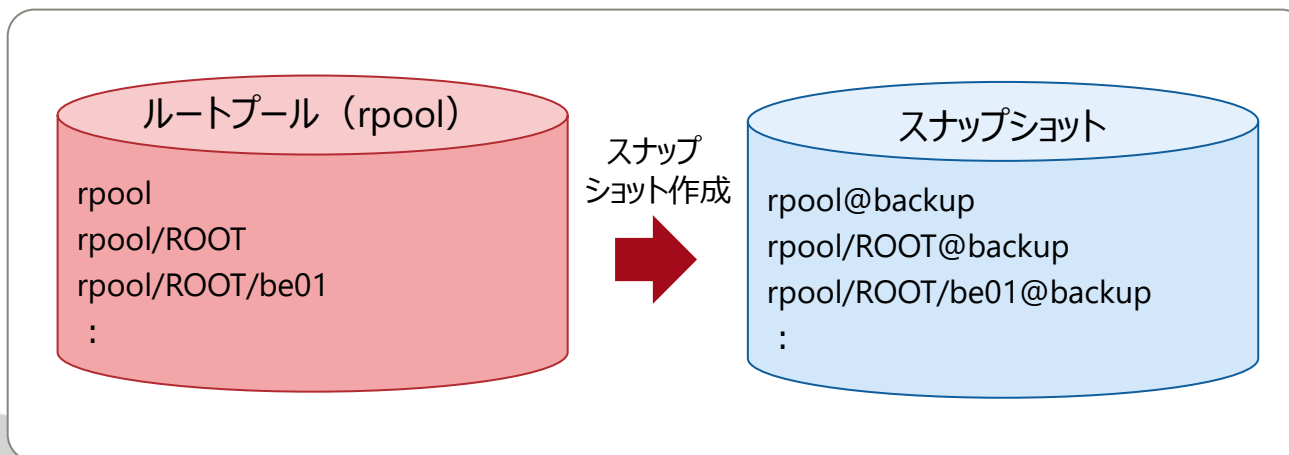 ルートプール（rpool）
rpool
rpool/ROOT
rpool/ROOT/be01
：
スナップ
ショット作成
スナップショット
rpool@backup
rpool/ROOT@backup
rpool/ROOT/be01@backup
：